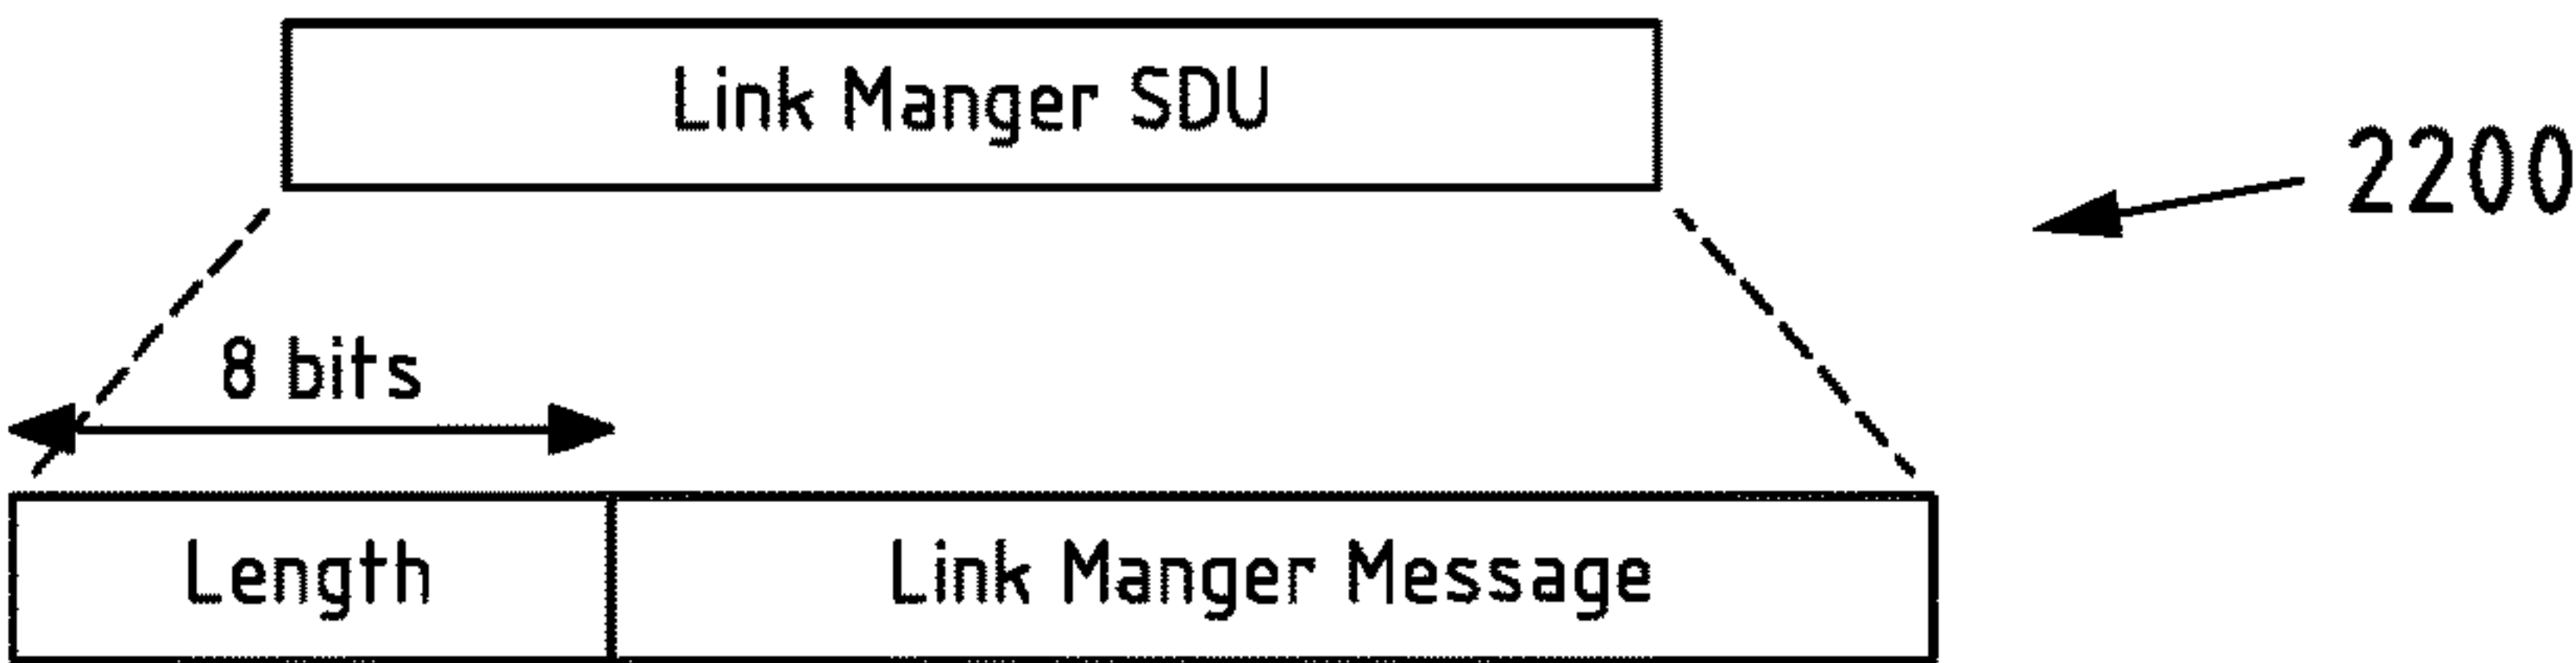 Link Manger SDU
2200
8 bits
Length
Link Manger Message